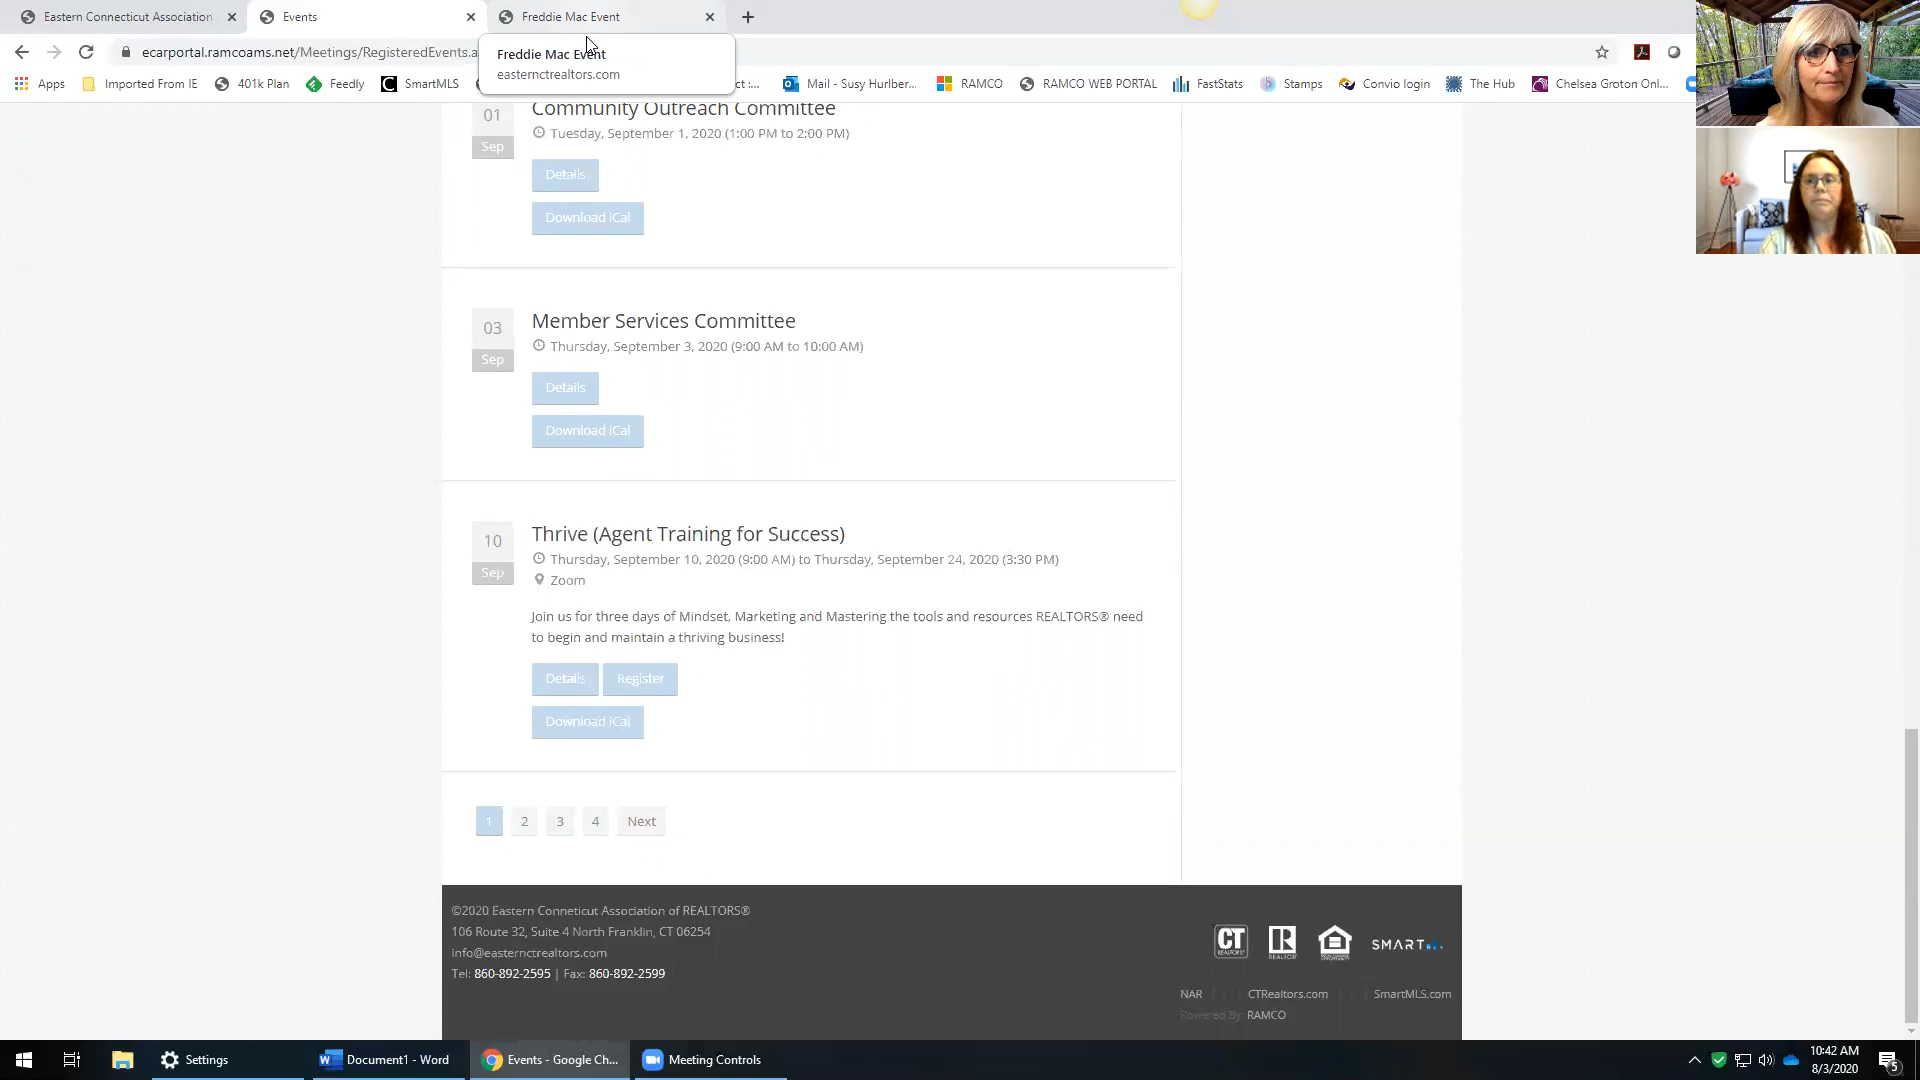 Eastern Connecticut Association
Events
Freddie Mac Event
ecarportal.ramcoams.net/Meetings/RegisteredEvents.a
Freddie Mac Event
easternctrealtors.com
Apps
Imported From IE
401k Plan
Feedly
SmartMLS
ct :...
Mail - Susy Hurlber...
RAMCO
RAMCO WEB PORTAL
FastStats
Stamps
Convio login
The Hub
Chelsea Groton Onl...
01
Sep
Community Outreach Committee
Tuesday, September 1, 2020 (1:00 PM to 2:00 PM)
Details
Download iCal
03
Sep
Member Services Committee
Thursday, September 3, 2020 (9:00 AM to 10:00 AM)
Details
Download iCal
10
Sep
Thrive (Agent Training for Success)
Thursday, September 10, 2020 (9:00 AM) to Thursday, September 24, 2020 (3:30 PM)
Zoom
Join us for three days of Mindset, Marketing and Mastering the tools and resources REALTORS® need
to begin and maintain a thriving business!
Details Register
Download iCal
1 2 3 4 Next
©2020 Eastern Conneticut Association of REALTORS®
106 Route 32, Suite 4 North Franklin, CT 06254
info@easternctrealtors.com
Tel: 860-892-2595 | Fax: 860-892-2599
CT
REALTORS®
R
REALTOR®
SMART
NAR
CTRealtors.com
SmartMLS.com
Powered By: RAMCO
Settings
Document1 - Word
Events - Google Ch...
Meeting Controls
10:42 AM
8/3/2020
5